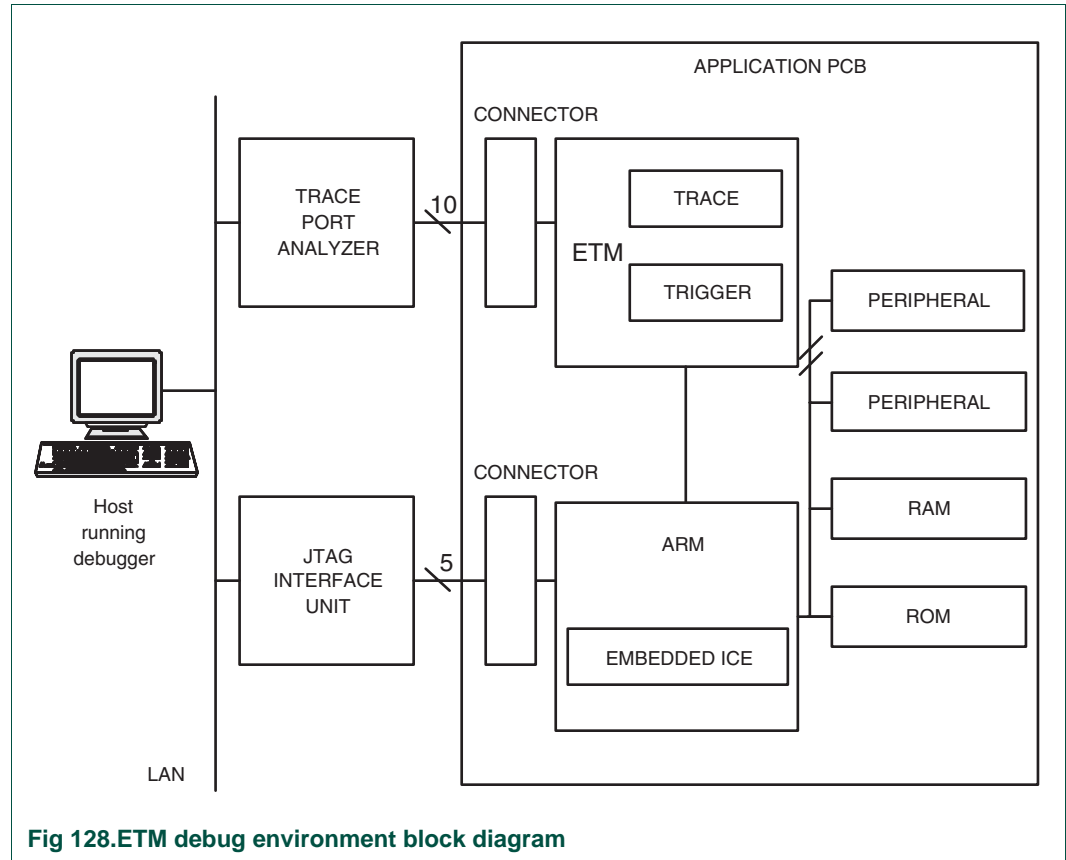 APPLICATION PCB
CONNECTOR
TRACE
PORT
ANALYZER
10
TRACE
ETM
TRIGGER
PERIPHERAL
PERIPHERAL
Host
running
debugger
CONNECTOR
JTAG
INTERFACE
UNIT
5
ARM
EMBEDDED ICE
RAM
ROM
LAN
Fig 128.ETM debug environment block diagram